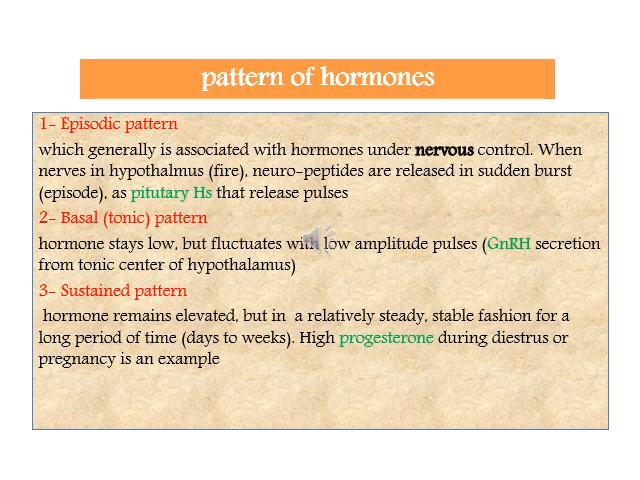 pattern of hormones
1- Episodic pattern
which generally is associated with hormones under nervous control. When
nerves in hypothalmus (fire), neuro-peptides are released in sudden burst
(episode), as pitutary Hs that release pulses
2- Basal (tonic) pattern
hormone stays low, but fluctuates with low amplitude pulses (GnRH secretion
from tonic center of hypothalamus)
3- Sustained pattern
hormone remains elevated, but in a relatively steady, stable fashion for a
long period of time (days to weeks). High progesterone during diestrus or
pregnancy is an example